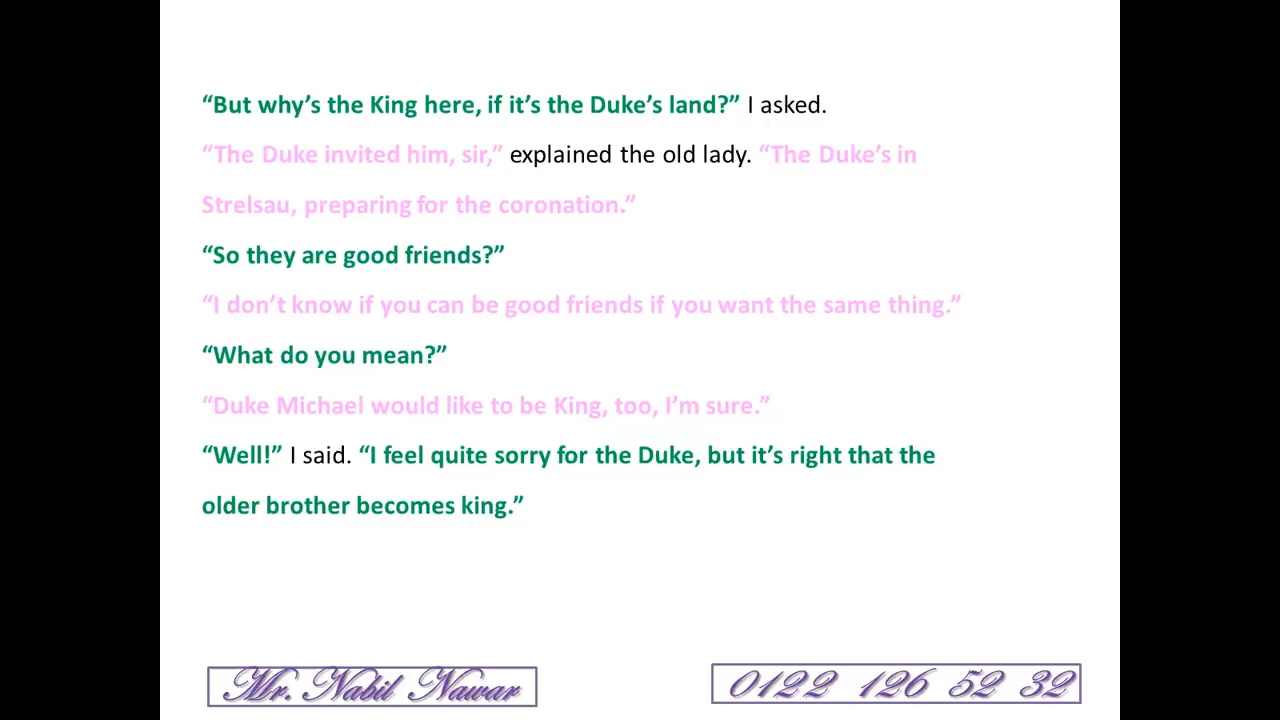 “But why’s the King here, if it’s the Duke’s land?” I asked.
“The Duke invited him, sir,” explained the old lady. “The Duke’s in
Strelsau, preparing for the coronation.”
“So they are good friends?”
“I don’t know if you can be good friends if you want the same thing.”
“What do you mean?”
“Duke Michael would like to be King, too, I’m sure.”
“Well!” I said. “I feel quite sorry for the Duke, but it’s right that the
older brother becomes king.”
Mr. Nabil Nawar
0122 126 52 32